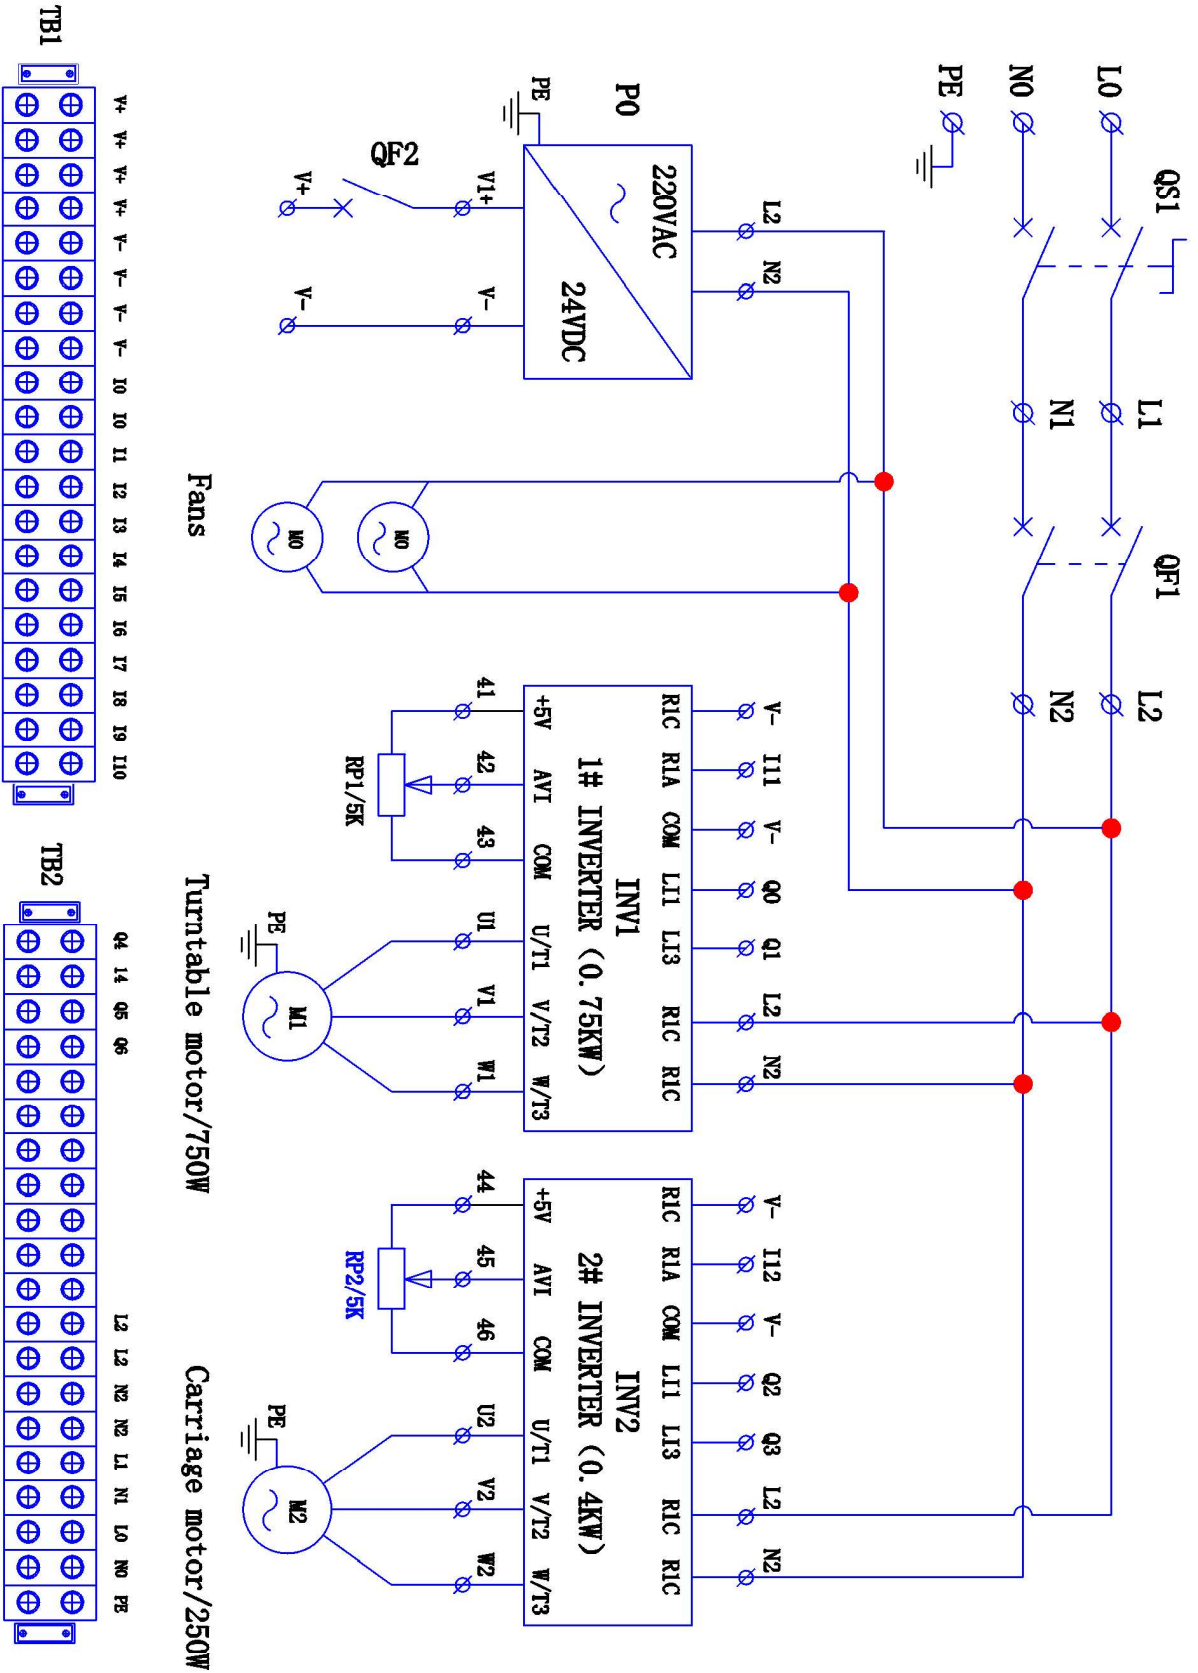 QS1
QF1
L0
L1
L2
N0
N1
N2
PE
L2 N2
V- I11 V- Q0 Q1 L2 N2
V- I12 V- Q2 Q3 L2 N2
P0
220VAC
24VDC
PE
R1C R1A COM LI1 LI3 R1C R1C
INV1
1# INVERTER (0.75KW)
+5V AVI COM U/T1 V/T2 W/T3
R1C R1A COM LI1 LI3 R1C R1C
INV2
2# INVERTER (0.4KW)
+5V AVI COM U/T1 V/T2 W/T3
V1+ V-
41 42 43 U1 V1 W1
44 45 46 U2 V2 W2
QF2
M0
M0
RP1/5K
RP2/5K
V+ V-
PE
M1
PE
M2
Fans
Turntable motor/750W
Carriage motor/250W
V+ V+ V+ V+ V- V- V- V- I0 I0 I1 I2 I3 I4 I5 I6 I7 I8 I9 I10
Q4 I4 Q5 Q6 L2 L2 N2 N2 L1 N1 L0 N0 PE
TB1
TB2